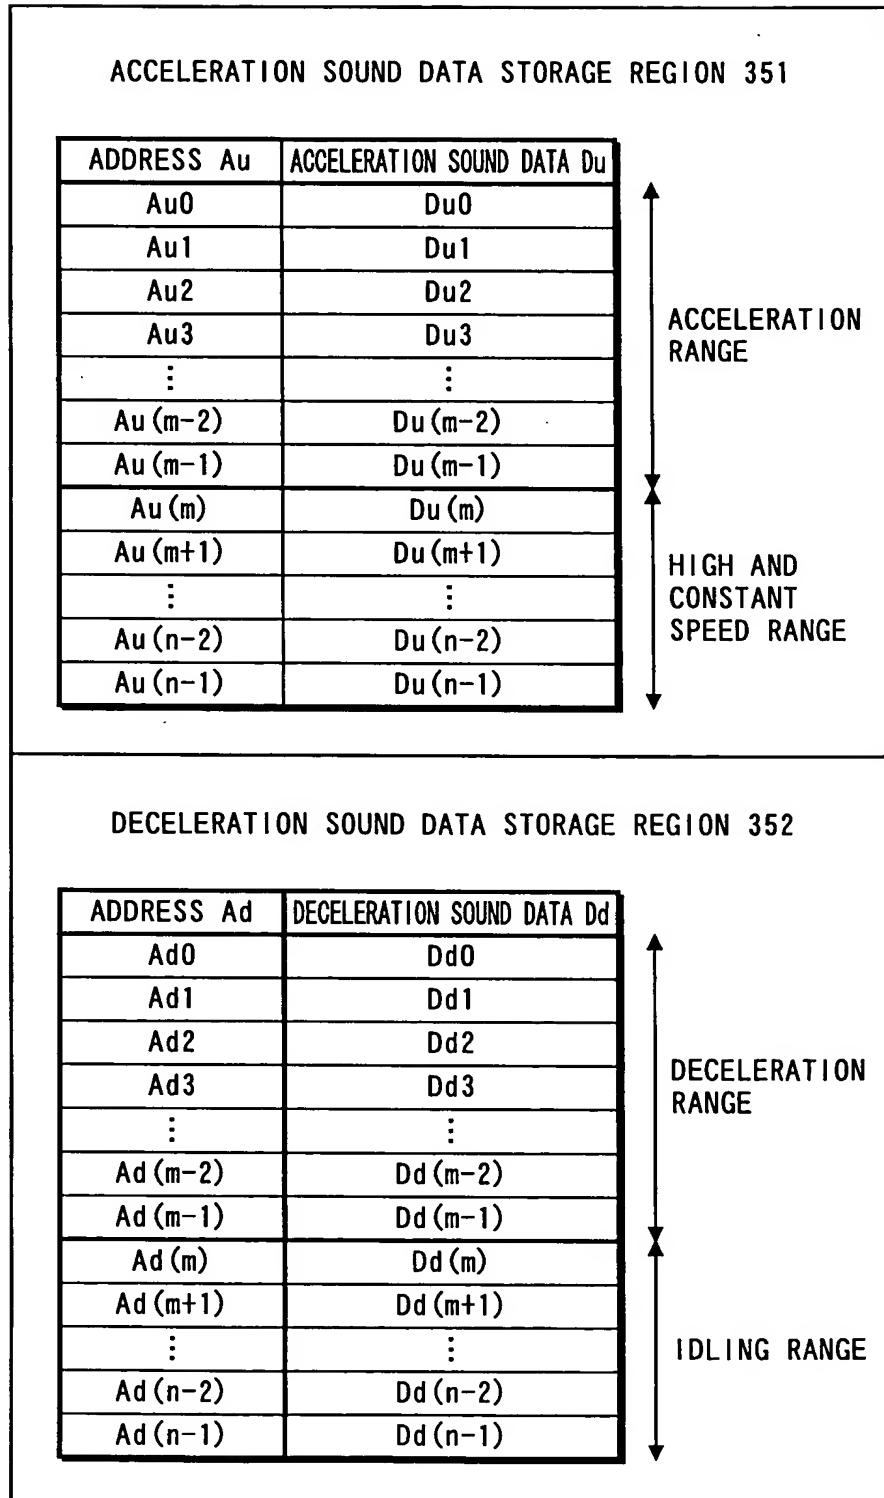 ACCELERATION SOUND DATA STORAGE REGION 351
ADDRESS Au ACCELERATION SOUND DATA Du
Au0 Du0
Au1 Du1
Au2 Du2
Au3 Du3
⋮ ⋮
Au(m-2) Du(m-2)
Au(m-1) Du(m-1)
ACCELERATION
RANGE
Au(m) Du(m)
Au(m+1) Du(m+1)
⋮ ⋮
Au(n-2) Du(n-2)
Au(n-1) Du(n-1)
HIGH AND
CONSTANT
SPEED RANGE
DECELERATION SOUND DATA STORAGE REGION 352
ADDRESS Ad DECELERATION SOUND DATA Dd
Ad0 Dd0
Ad1 Dd1
Ad2 Dd2
Ad3 Dd3
⋮ ⋮
Ad(m-2) Dd(m-2)
Ad(m-1) Dd(m-1)
DECELERATION
RANGE
Ad(m) Dd(m)
Ad(m+1) Dd(m+1)
⋮ ⋮
Ad(n-2) Dd(n-2)
Ad(n-1) Dd(n-1)
IDLING RANGE